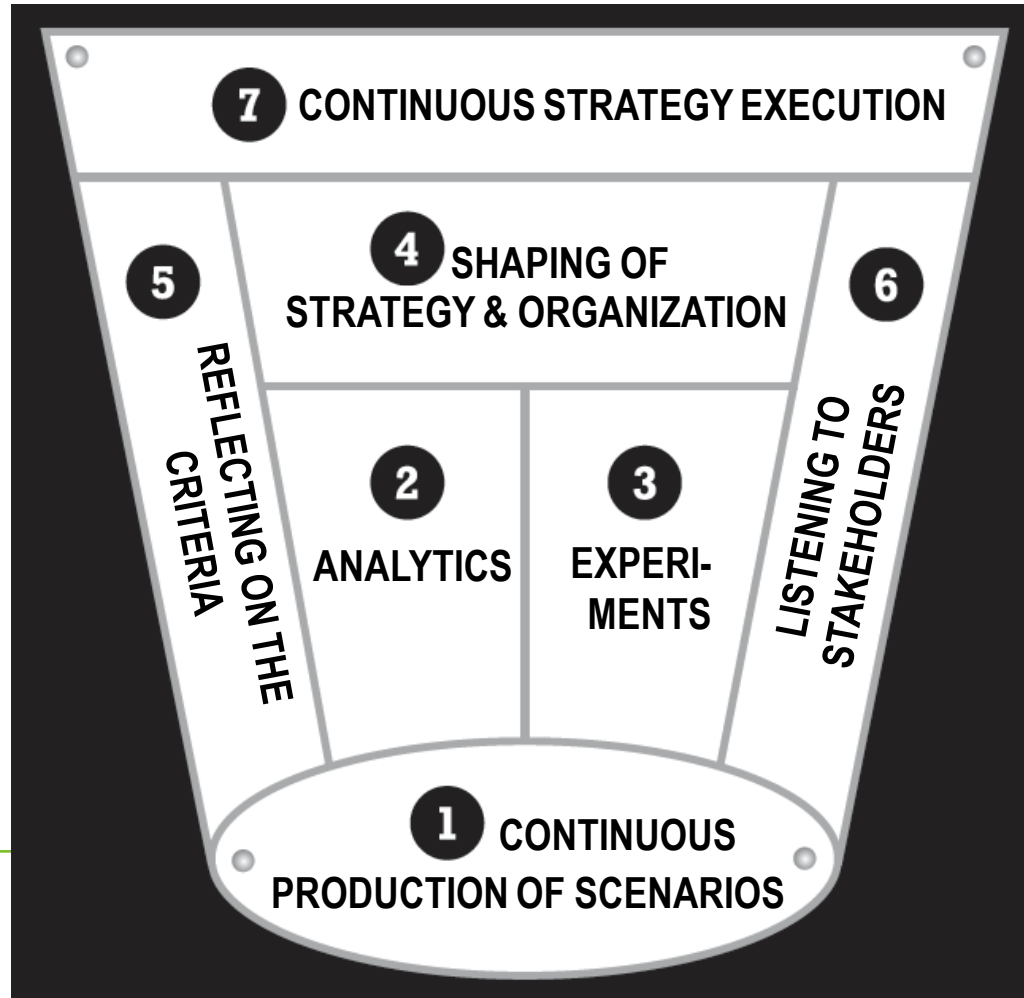 7 CONTINUOUS STRATEGY EXECUTION
4 SHAPING OF
STRATEGY & ORGANIZATION
5
REFLECTING ON THE
CRITERIA
2
ANALYTICS
3
EXPERI-
MENTS
6
LISTENING TO
STAKEHOLDERS
1 CONTINUOUS
PRODUCTION OF SCENARIOS